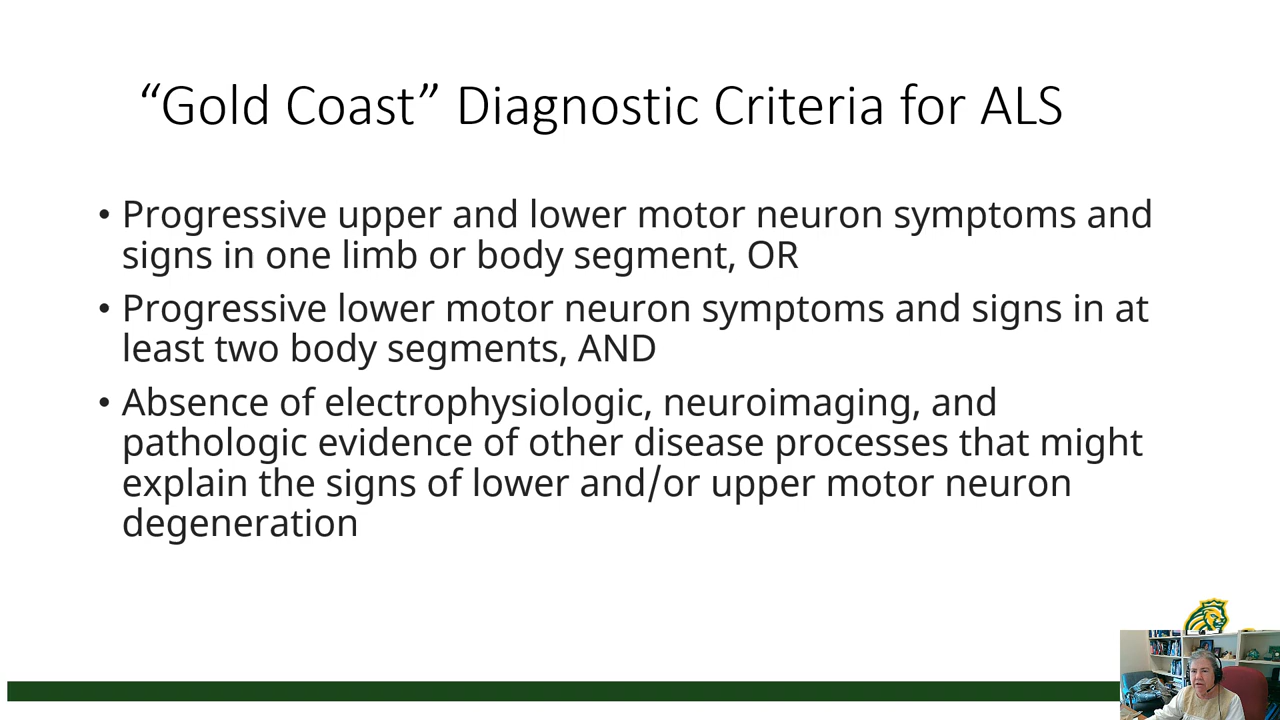 “Gold Coast” Diagnostic Criteria for ALS
• Progressive upper and lower motor neuron symptoms and
signs in one limb or body segment, OR
• Progressive lower motor neuron symptoms and signs in at
least two body segments, AND
• Absence of electrophysiologic, neuroimaging, and
pathologic evidence of other disease processes that might
explain the signs of lower and/or upper motor neuron
degeneration